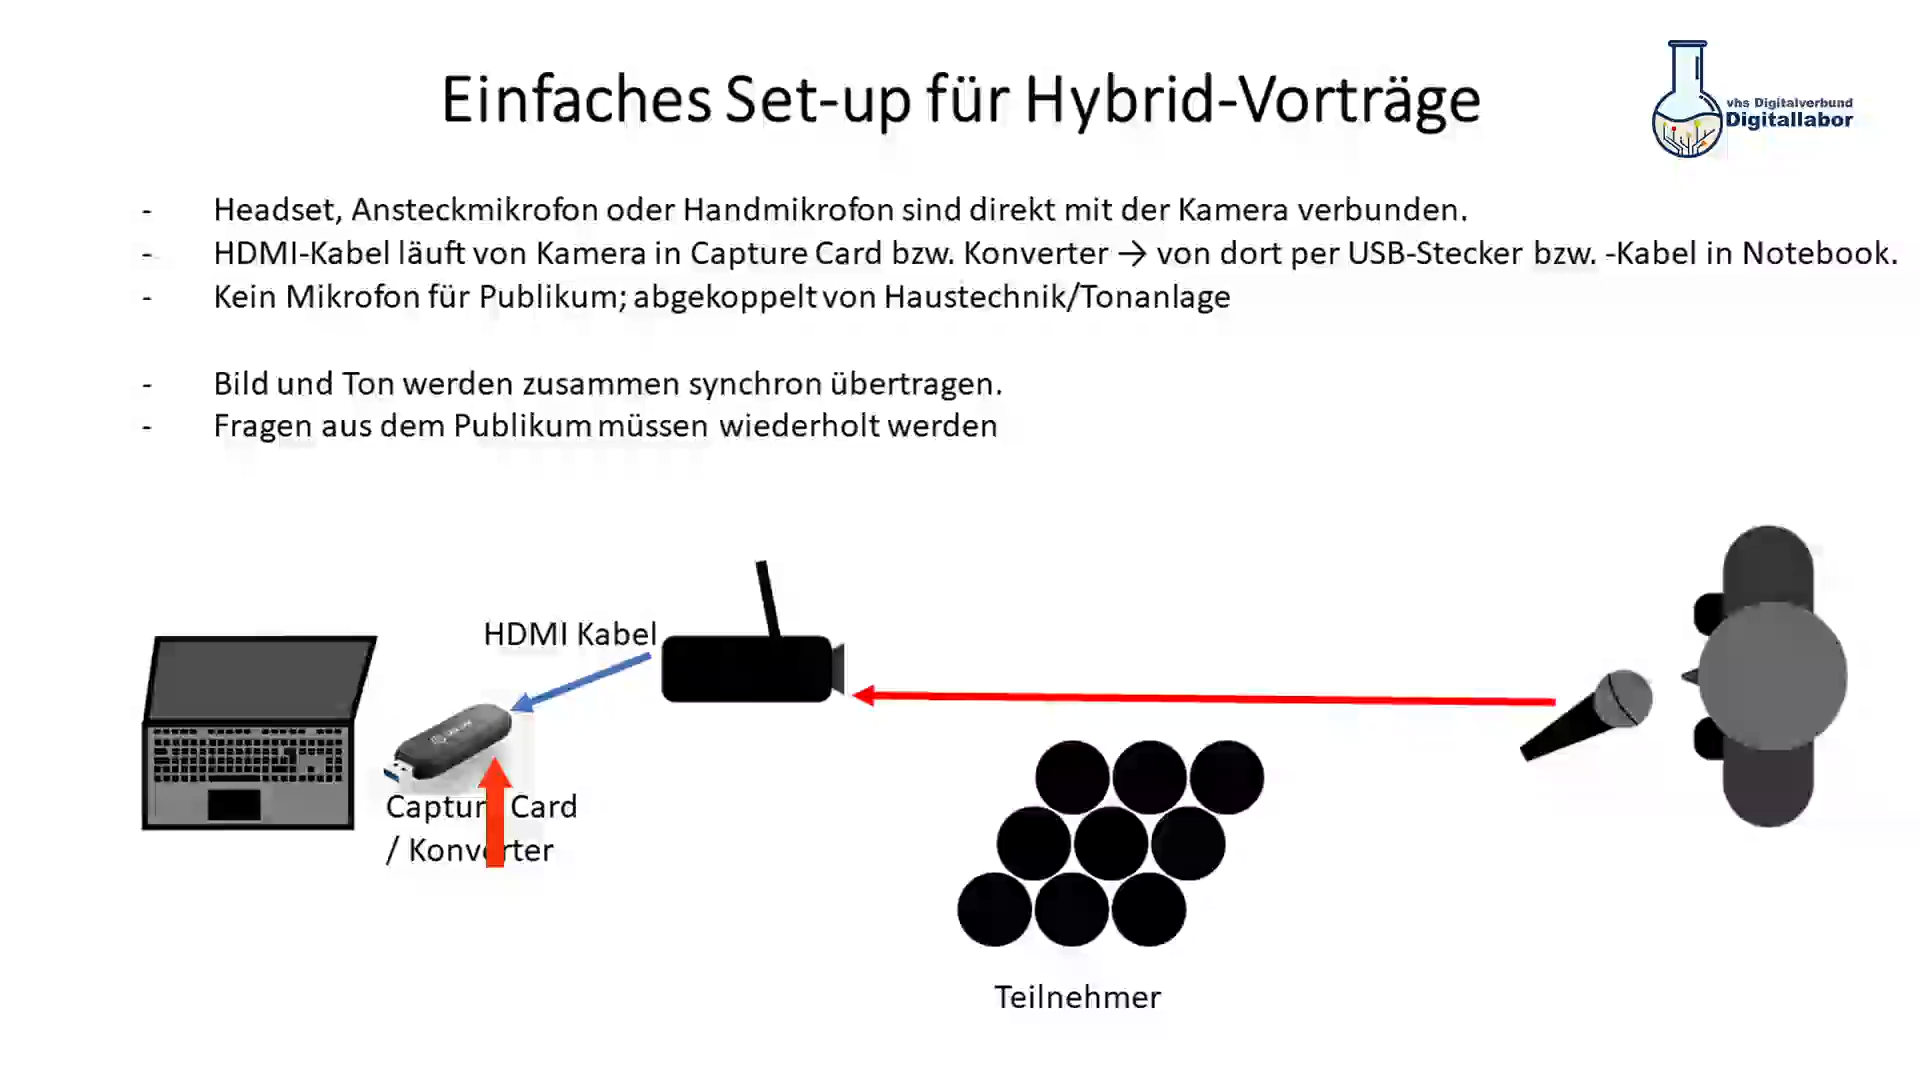 Einfaches Set-up für Hybrid-Vorträge
vhs Digitalverbund
Digitallabor
- Headset, Ansteckmikrofon oder Handmikrofon sind direkt mit der Kamera verbunden.
- HDMI-Kabel läuft von Kamera in Capture Card bzw. Konverter → von dort per USB-Stecker bzw. -Kabel in Notebook.
- Kein Mikrofon für Publikum; abgekoppelt von Haustechnik/Tonanlage
- Bild und Ton werden zusammen synchron übertragen.
- Fragen aus dem Publikum müssen wiederholt werden
HDMI Kabel
Capture Card
/ Konverter
Teilnehmer